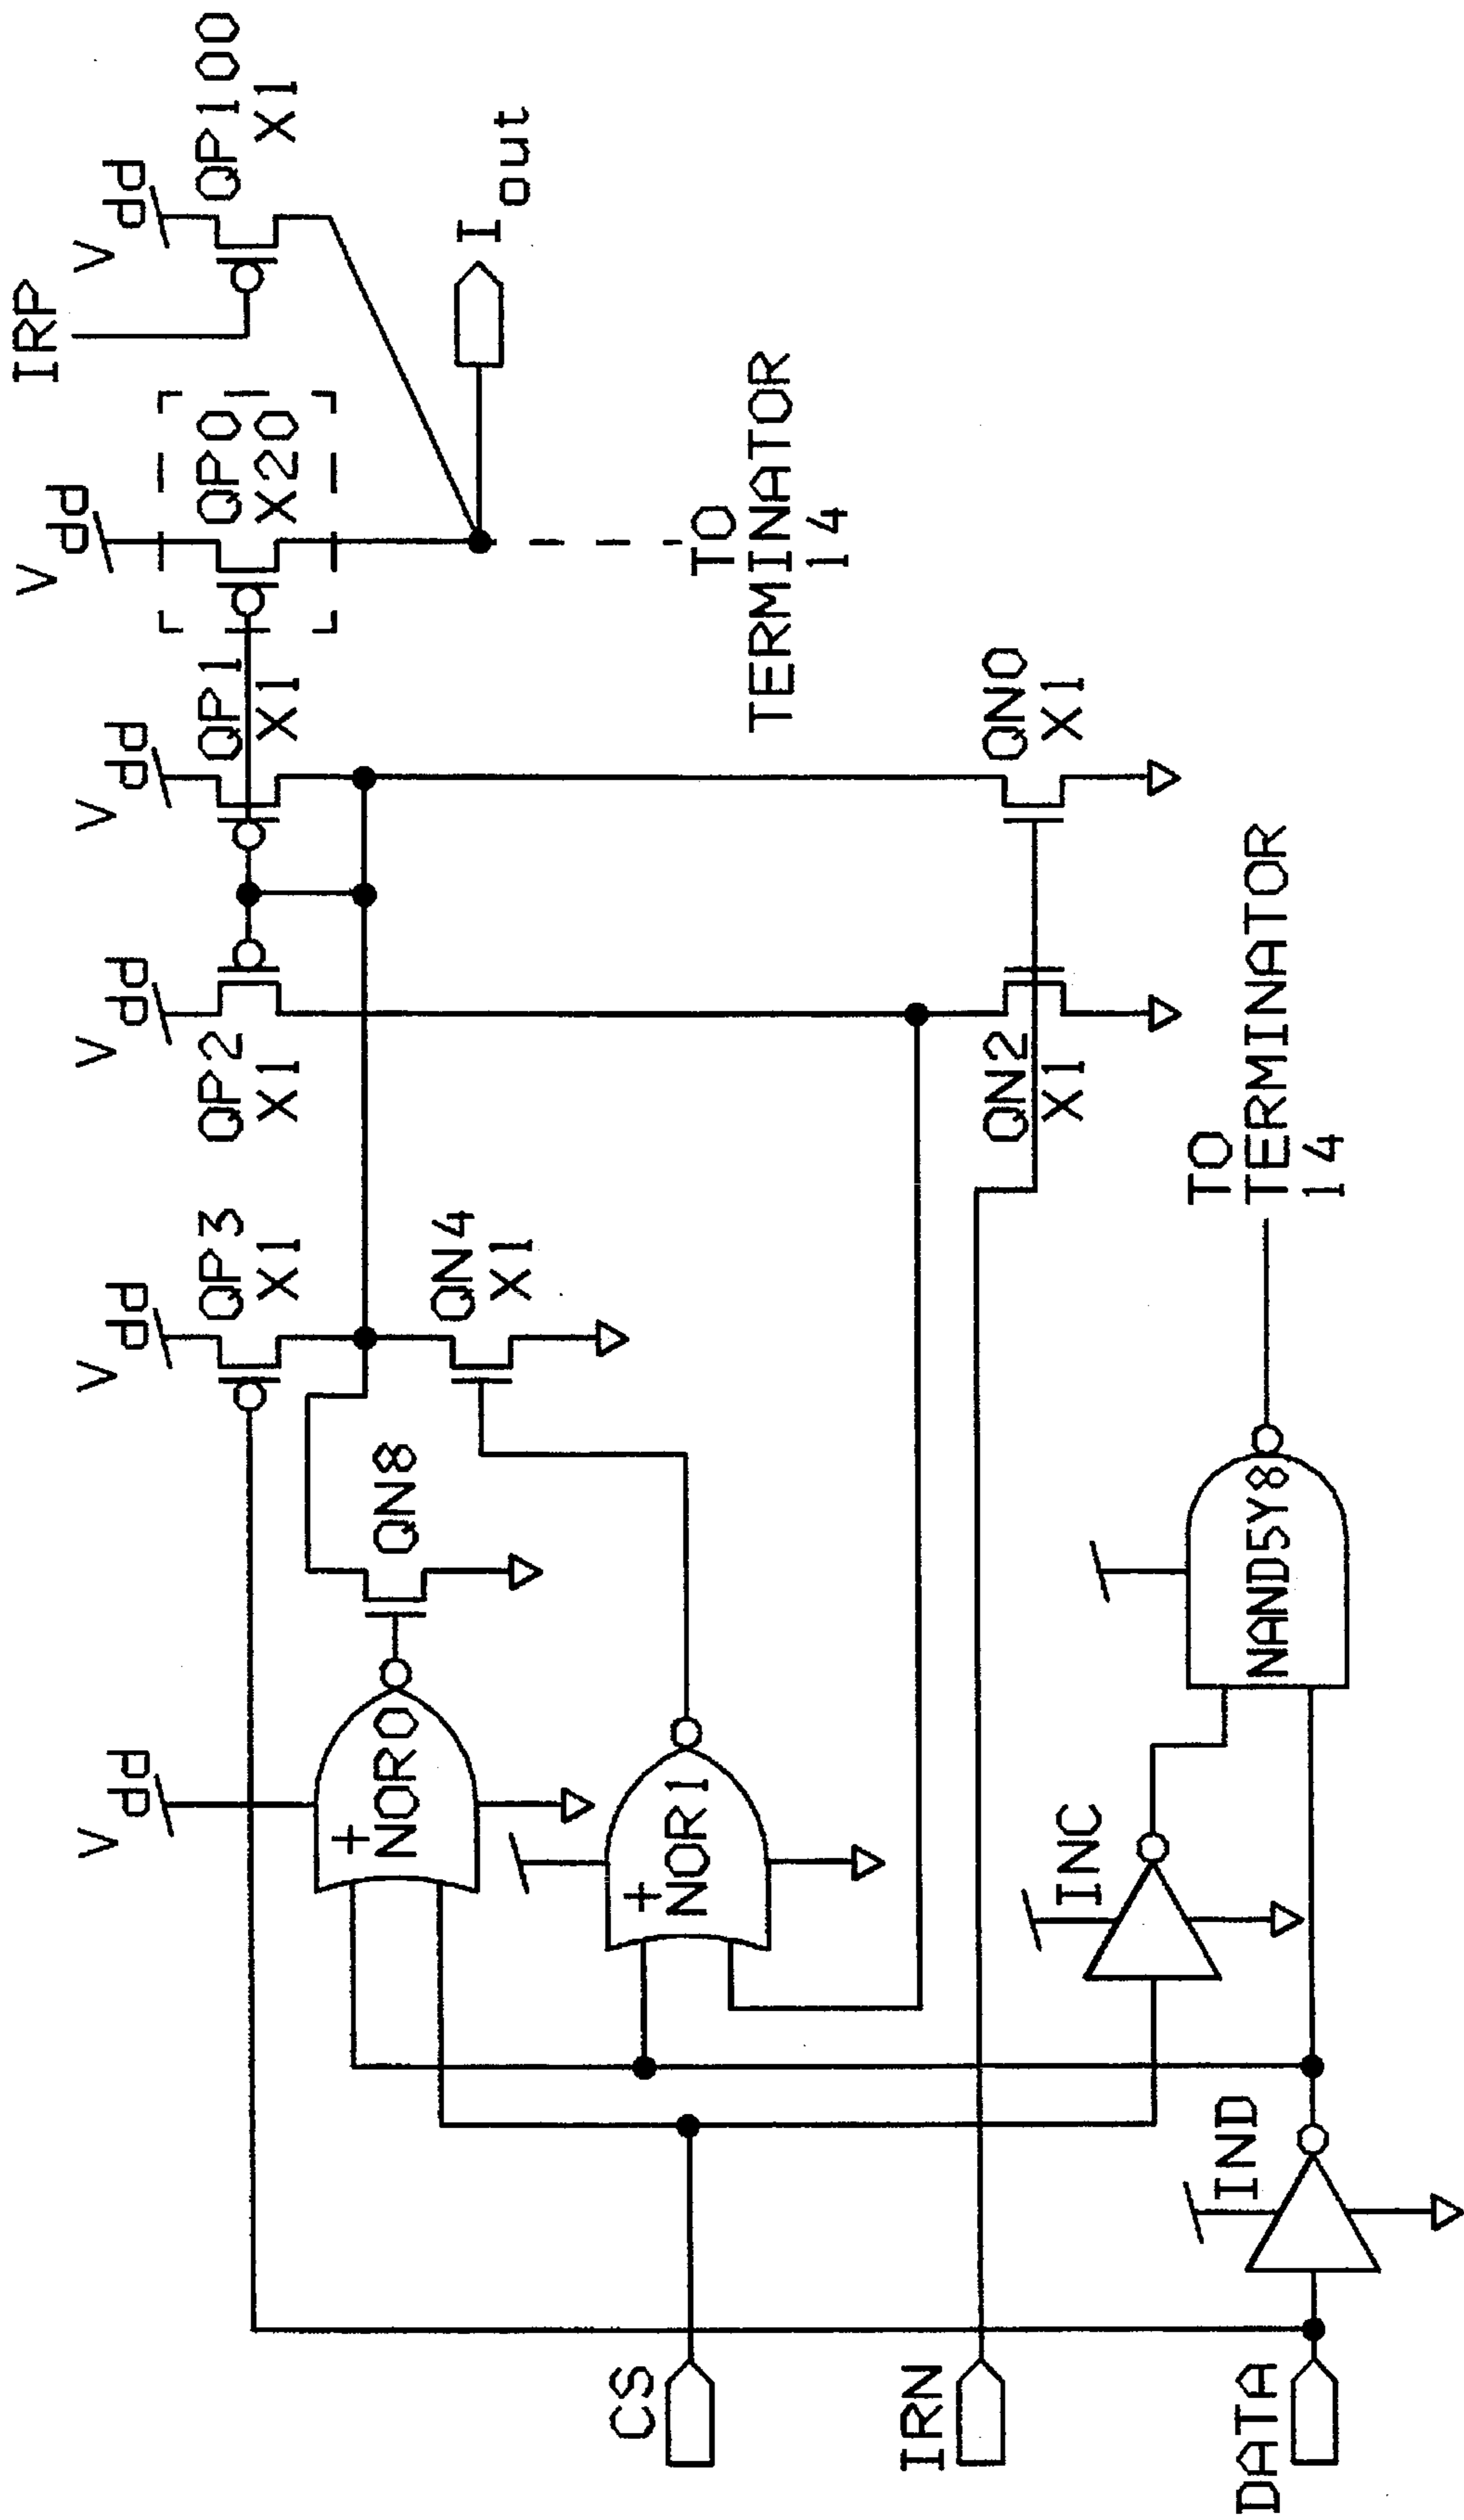 IRP
Vdd
QP100
X1
Vdd
QP0
X20
Iout
Vdd
QP1
X1
TO
TERMINATOR
14
Vdd
QP2
X1
QN0
X1
QN2
X1
Vdd
QP3
X1
QN4
X1
QN8
TO
TERMINATOR
14
Vdd
+
NOR0
+
NOR1
NAND5Y8
INC
IND
CS
IRN
DATA